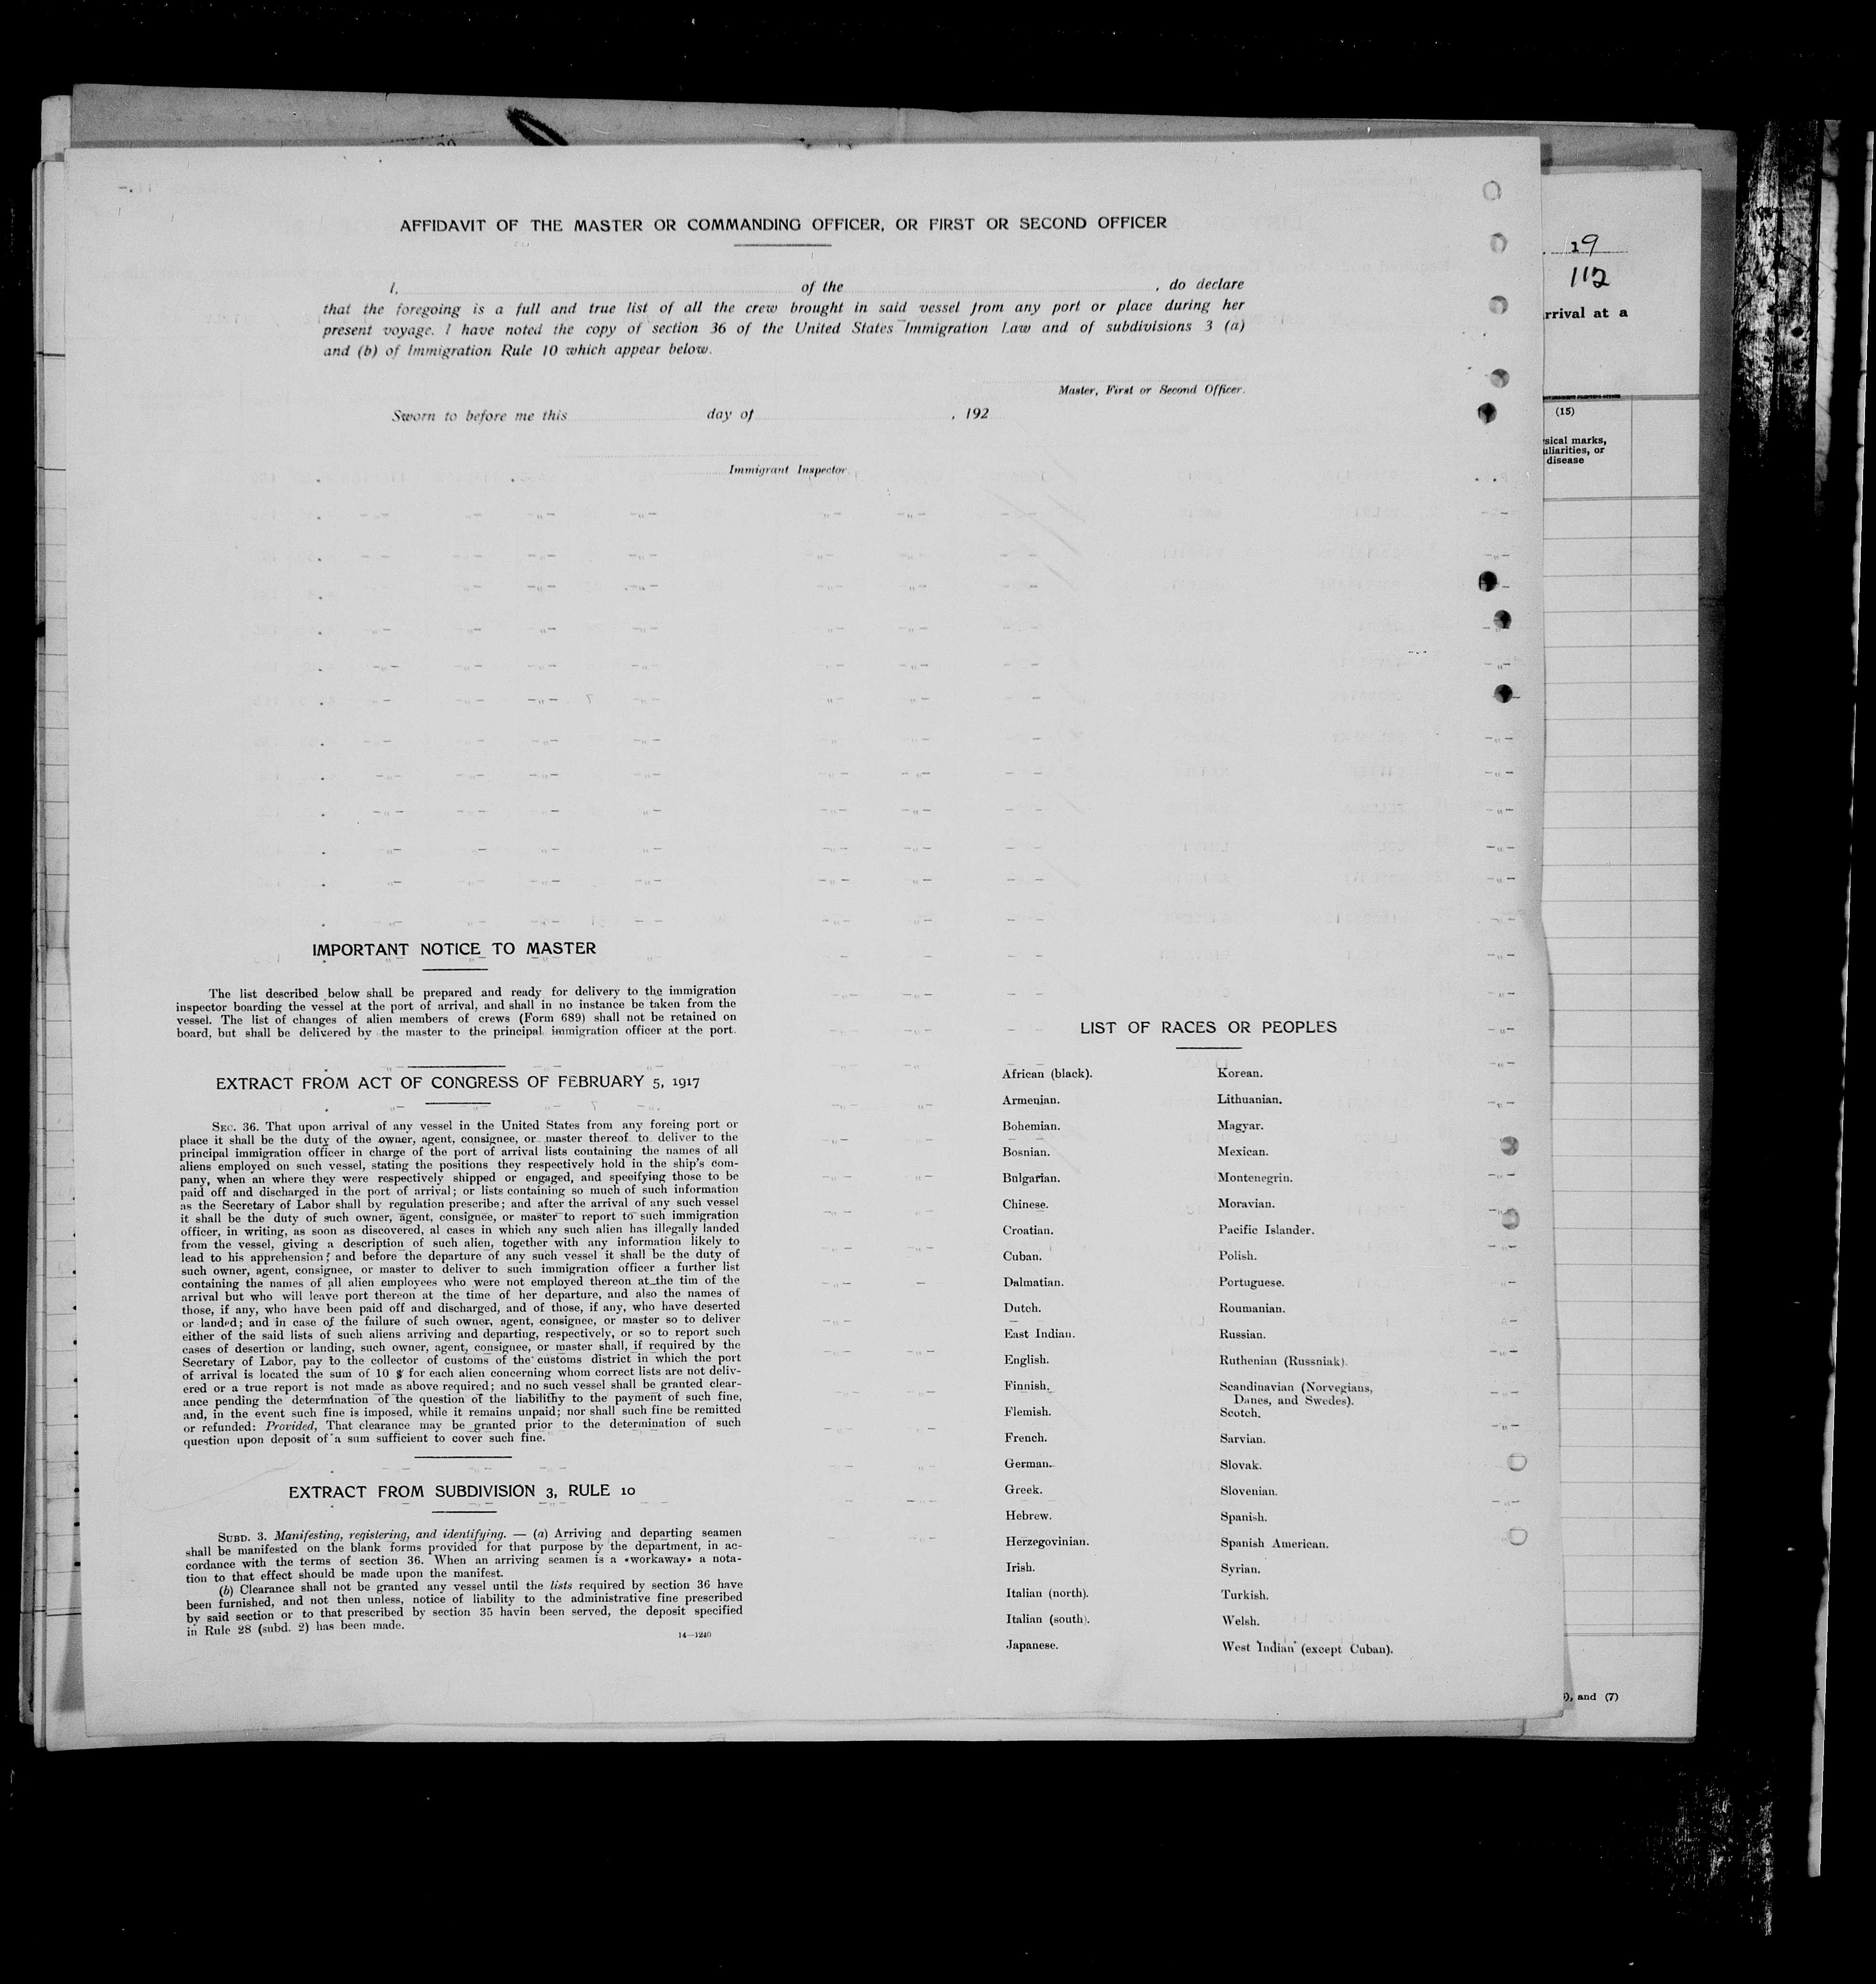 AFFIDAVIT OF THE MASTER OR COMMANDING OFFICER, OR FIRST OR SECOND OFFICER
I, of the , do declare
that the foregoing is a full and true list of all the crew brought in said vessel from any port or place during her
present voyage. I have noted the copy of section 36 of the United States Immigration Law and of subdivisions 3 (a)
and (b) of Immigration Rule 10 which appear below.
Master, First or Second Officer.
Sworn to before me this day of , 192
Immigrant Inspector.
IMPORTANT NOTICE TO MASTER
The list described below shall be prepared and ready for delivery to the immigration
inspector boarding the vessel at the port of arrival, and shall in no instance be taken from the
vessel. The list of changes of alien members of crews (Form 689) shall not be retained on
board, but shall be delivered by the master to the principal immigration officer at the port.
EXTRACT FROM ACT OF CONGRESS OF FEBRUARY 5, 1917
SEC. 36. That upon arrival of any vessel in the United States from any foreing port or
place it shall be the duty of the owner, agent, consignee, or master thereof to deliver to the
principal immigration officer in charge of the port of arrival lists containing the names of all
aliens employed on such vessel, stating the positions they respectively hold in the ship's com-
pany, when an where they were respectively shipped or engaged, and specifying those to be
paid off and discharged in the port of arrival; or lists containing so much of such information
as the Secretary of Labor shall by regulation prescribe; and after the arrival of any such vessel
it shall be the duty of such owner, agent, consignee, or master to report to such immigration
officer, in writing, as soon as discovered, al cases in which any such alien has illegally landed
from the vessel, giving a description of such alien, together with any information likely to
lead to his apprehension; and before the departure of any such vessel it shall be the duty of
such owner, agent, consignee, or master to deliver to such immigration officer a further list
containing the names of all alien employees who were not employed thereon at the tim of the
arrival but who will leave port thereon at the time of her departure, and also the names of
those, if any, who have been paid off and discharged, and of those, if any, who have deserted
or landed; and in case of the failure of such owner, agent, consignee, or master so to deliver
either of the said lists of such aliens arriving and departing, respectively, or so to report such
cases of desertion or landing, such owner, agent, consignee, or master shall, if required by the
Secretary of Labor, pay to the collector of customs of the customs district in which the port
of arrival is located the sum of 10 $ for each alien concerning whom correct lists are not deliv-
ered or a true report is not made as above required; and no such vessel shall be granted clear-
ance pending the determination of the question of the liabilithy to the payment of such fine,
and, in the event such fine is imposed, while it remains unpaid; nor shall such fine be remitted
or refunded: Provided, That clearance may be granted prior to the determination of such
question upon deposit of a sum sufficient to cover such fine.
EXTRACT FROM SUBDIVISION 3, RULE 10
SUBD. 3. Manifesting, registering, and identifying. — (a) Arriving and departing seamen
shall be manifested on the blank forms provided for that purpose by the department, in ac-
cordance with the terms of section 36. When an arriving seamen is a «workaway» a nota-
tion to that effect should be made upon the manifest.
(b) Clearance shall not be granted any vessel until the lists required by section 36 have
been furnished, and not then unless, notice of liability to the administrative fine prescribed
by said section or to that prescribed by section 35 havin been served, the deposit specified
in Rule 28 (subd. 2) has been made.
14—1240
LIST OF RACES OR PEOPLES
African (black).
Armenian.
Bohemian.
Bosnian.
Bulgarian.
Chinese.
Croatian.
Cuban.
Dalmatian.
Dutch.
East Indian.
English.
Finnish.
Flemish.
French.
German.
Greek.
Hebrew.
Herzegovinian.
Irish.
Italian (north).
Italian (south).
Japanese.
Korean.
Lithuanian.
Magyar.
Mexican.
Montenegrin.
Moravian.
Pacific Islander.
Polish.
Portuguese.
Roumanian.
Russian.
Ruthenian (Russniak).
Scandinavian (Norvegians,
Danes, and Swedes).
Scotch.
Sarvian.
Slovak.
Slovenian.
Spanish.
Spanish American.
Syrian.
Turkish.
Welsh.
West Indian (except Cuban).
19
112
rrival at a
(15)
sical marks,
uliarities, or
disease
), and (7)